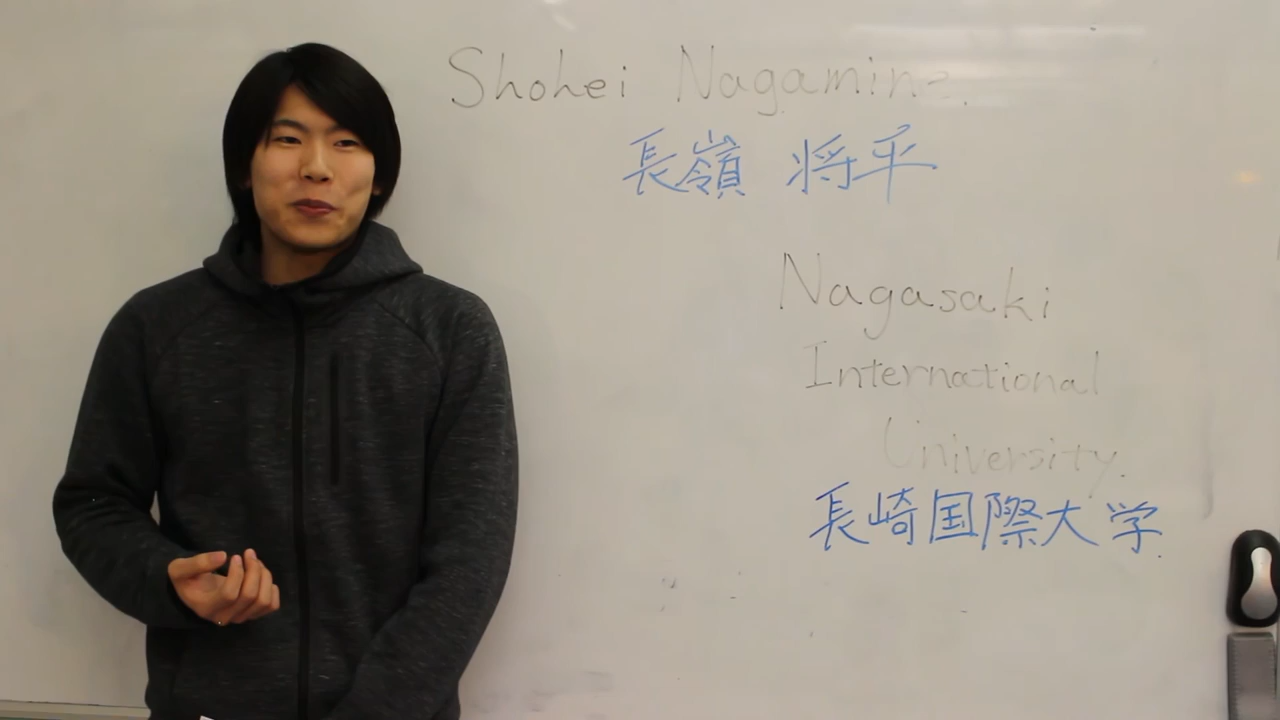 Shohei Nagamine.
長嶺 将平
Nagasaki
International
University.
長崎国際大学